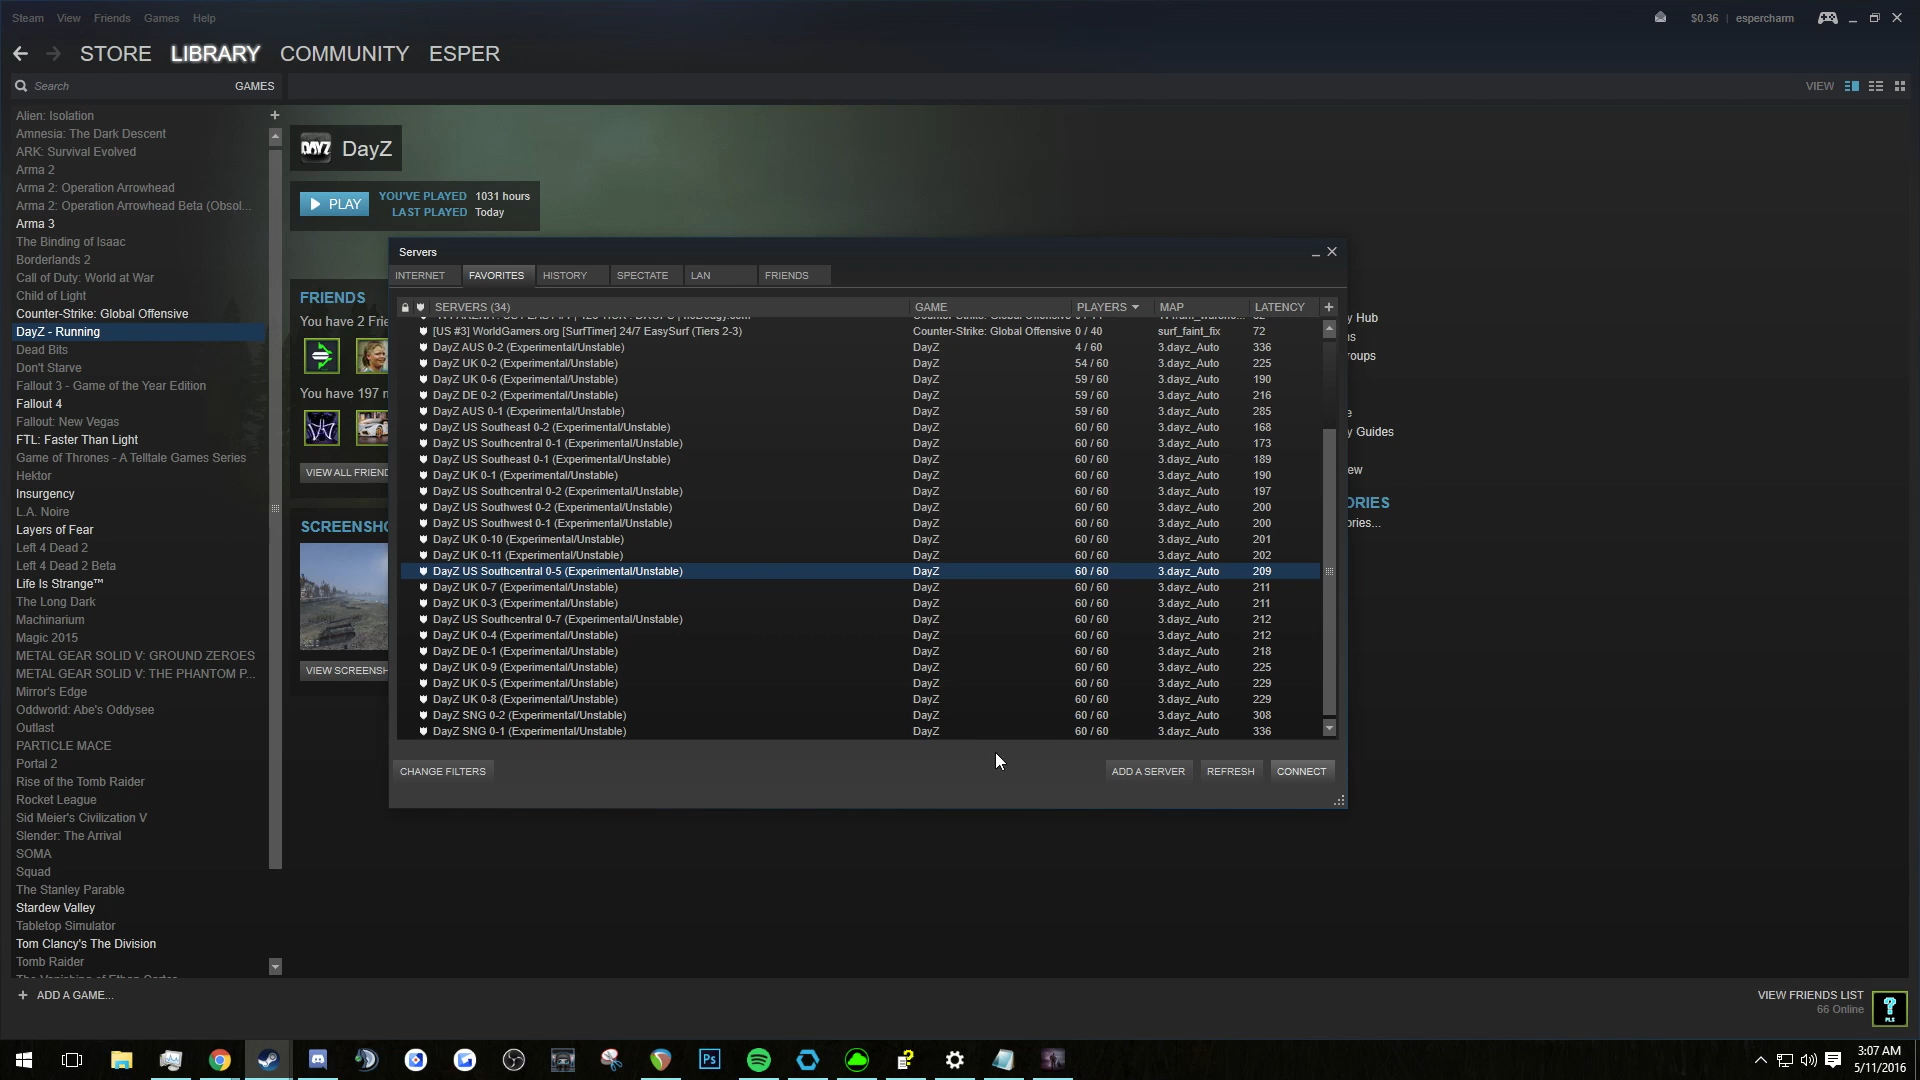 Steam View Friends Games Help
$0.36 | espercharm
STORE LIBRARY COMMUNITY ESPER
Search GAMES
VIEW
Alien: Isolation
Amnesia: The Dark Descent
ARK: Survival Evolved
Arma 2
Arma 2: Operation Arrowhead
Arma 2: Operation Arrowhead Beta (Obsol...
Arma 3
The Binding of Isaac
Borderlands 2
Call of Duty: World at War
Child of Light
Counter-Strike: Global Offensive
DayZ - Running
Dead Bits
Don't Starve
Fallout 3 - Game of the Year Edition
Fallout 4
Fallout: New Vegas
FTL: Faster Than Light
Game of Thrones - A Telltale Games Series
Hektor
Insurgency
L.A. Noire
Layers of Fear
Left 4 Dead 2
Left 4 Dead 2 Beta
Life Is Strange™
The Long Dark
Machinarium
Magic 2015
METAL GEAR SOLID V: GROUND ZEROES
METAL GEAR SOLID V: THE PHANTOM P...
Mirror's Edge
Oddworld: Abe's Oddysee
Outlast
PARTICLE MACE
Portal 2
Rise of the Tomb Raider
Rocket League
Sid Meier's Civilization V
Slender: The Arrival
SOMA
Squad
The Stanley Parable
Stardew Valley
Tabletop Simulator
Tom Clancy's The Division
Tomb Raider
+ ADD A GAME...
DAYZ DayZ
PLAY
YOU'VE PLAYED 1031 hours
LAST PLAYED Today
FRIENDS
You have 2 Frie
You have 197 n
VIEW ALL FRIEND
SCREENSHO
VIEW SCREENSH
Servers
INTERNET FAVORITES HISTORY SPECTATE LAN FRIENDS
SERVERS (34) GAME PLAYERS MAP LATENCY
[US #3] WorldGamers.org [SurfTimer] 24/7 EasySurf (Tiers 2-3) Counter-Strike: Global Offensive 0 / 40 surf_faint_fix 72
DayZ AUS 0-2 (Experimental/Unstable) DayZ 4 / 60 3.dayz_Auto 336
DayZ UK 0-2 (Experimental/Unstable) DayZ 54 / 60 3.dayz_Auto 225
DayZ UK 0-6 (Experimental/Unstable) DayZ 59 / 60 3.dayz_Auto 190
DayZ DE 0-2 (Experimental/Unstable) DayZ 59 / 60 3.dayz_Auto 216
DayZ AUS 0-1 (Experimental/Unstable) DayZ 59 / 60 3.dayz_Auto 285
DayZ US Southeast 0-2 (Experimental/Unstable) DayZ 60 / 60 3.dayz_Auto 168
DayZ US Southcentral 0-1 (Experimental/Unstable) DayZ 60 / 60 3.dayz_Auto 173
DayZ US Southeast 0-1 (Experimental/Unstable) DayZ 60 / 60 3.dayz_Auto 189
DayZ UK 0-1 (Experimental/Unstable) DayZ 60 / 60 3.dayz_Auto 190
DayZ US Southcentral 0-2 (Experimental/Unstable) DayZ 60 / 60 3.dayz_Auto 197
DayZ US Southwest 0-2 (Experimental/Unstable) DayZ 60 / 60 3.dayz_Auto 200
DayZ US Southwest 0-1 (Experimental/Unstable) DayZ 60 / 60 3.dayz_Auto 200
DayZ UK 0-10 (Experimental/Unstable) DayZ 60 / 60 3.dayz_Auto 201
DayZ UK 0-11 (Experimental/Unstable) DayZ 60 / 60 3.dayz_Auto 202
DayZ US Southcentral 0-5 (Experimental/Unstable) DayZ 60 / 60 3.dayz_Auto 209
DayZ UK 0-7 (Experimental/Unstable) DayZ 60 / 60 3.dayz_Auto 211
DayZ UK 0-3 (Experimental/Unstable) DayZ 60 / 60 3.dayz_Auto 211
DayZ US Southcentral 0-7 (Experimental/Unstable) DayZ 60 / 60 3.dayz_Auto 212
DayZ UK 0-4 (Experimental/Unstable) DayZ 60 / 60 3.dayz_Auto 212
DayZ DE 0-1 (Experimental/Unstable) DayZ 60 / 60 3.dayz_Auto 218
DayZ UK 0-9 (Experimental/Unstable) DayZ 60 / 60 3.dayz_Auto 225
DayZ UK 0-5 (Experimental/Unstable) DayZ 60 / 60 3.dayz_Auto 229
DayZ UK 0-8 (Experimental/Unstable) DayZ 60 / 60 3.dayz_Auto 229
DayZ SNG 0-2 (Experimental/Unstable) DayZ 60 / 60 3.dayz_Auto 308
DayZ SNG 0-1 (Experimental/Unstable) DayZ 60 / 60 3.dayz_Auto 336
CHANGE FILTERS ADD A SERVER REFRESH CONNECT
y Hub
ns
roups
e
y Guides
ew
ORIES
ories...
VIEW FRIENDS LIST
66 Online
Ps
3:07 AM
5/11/2016